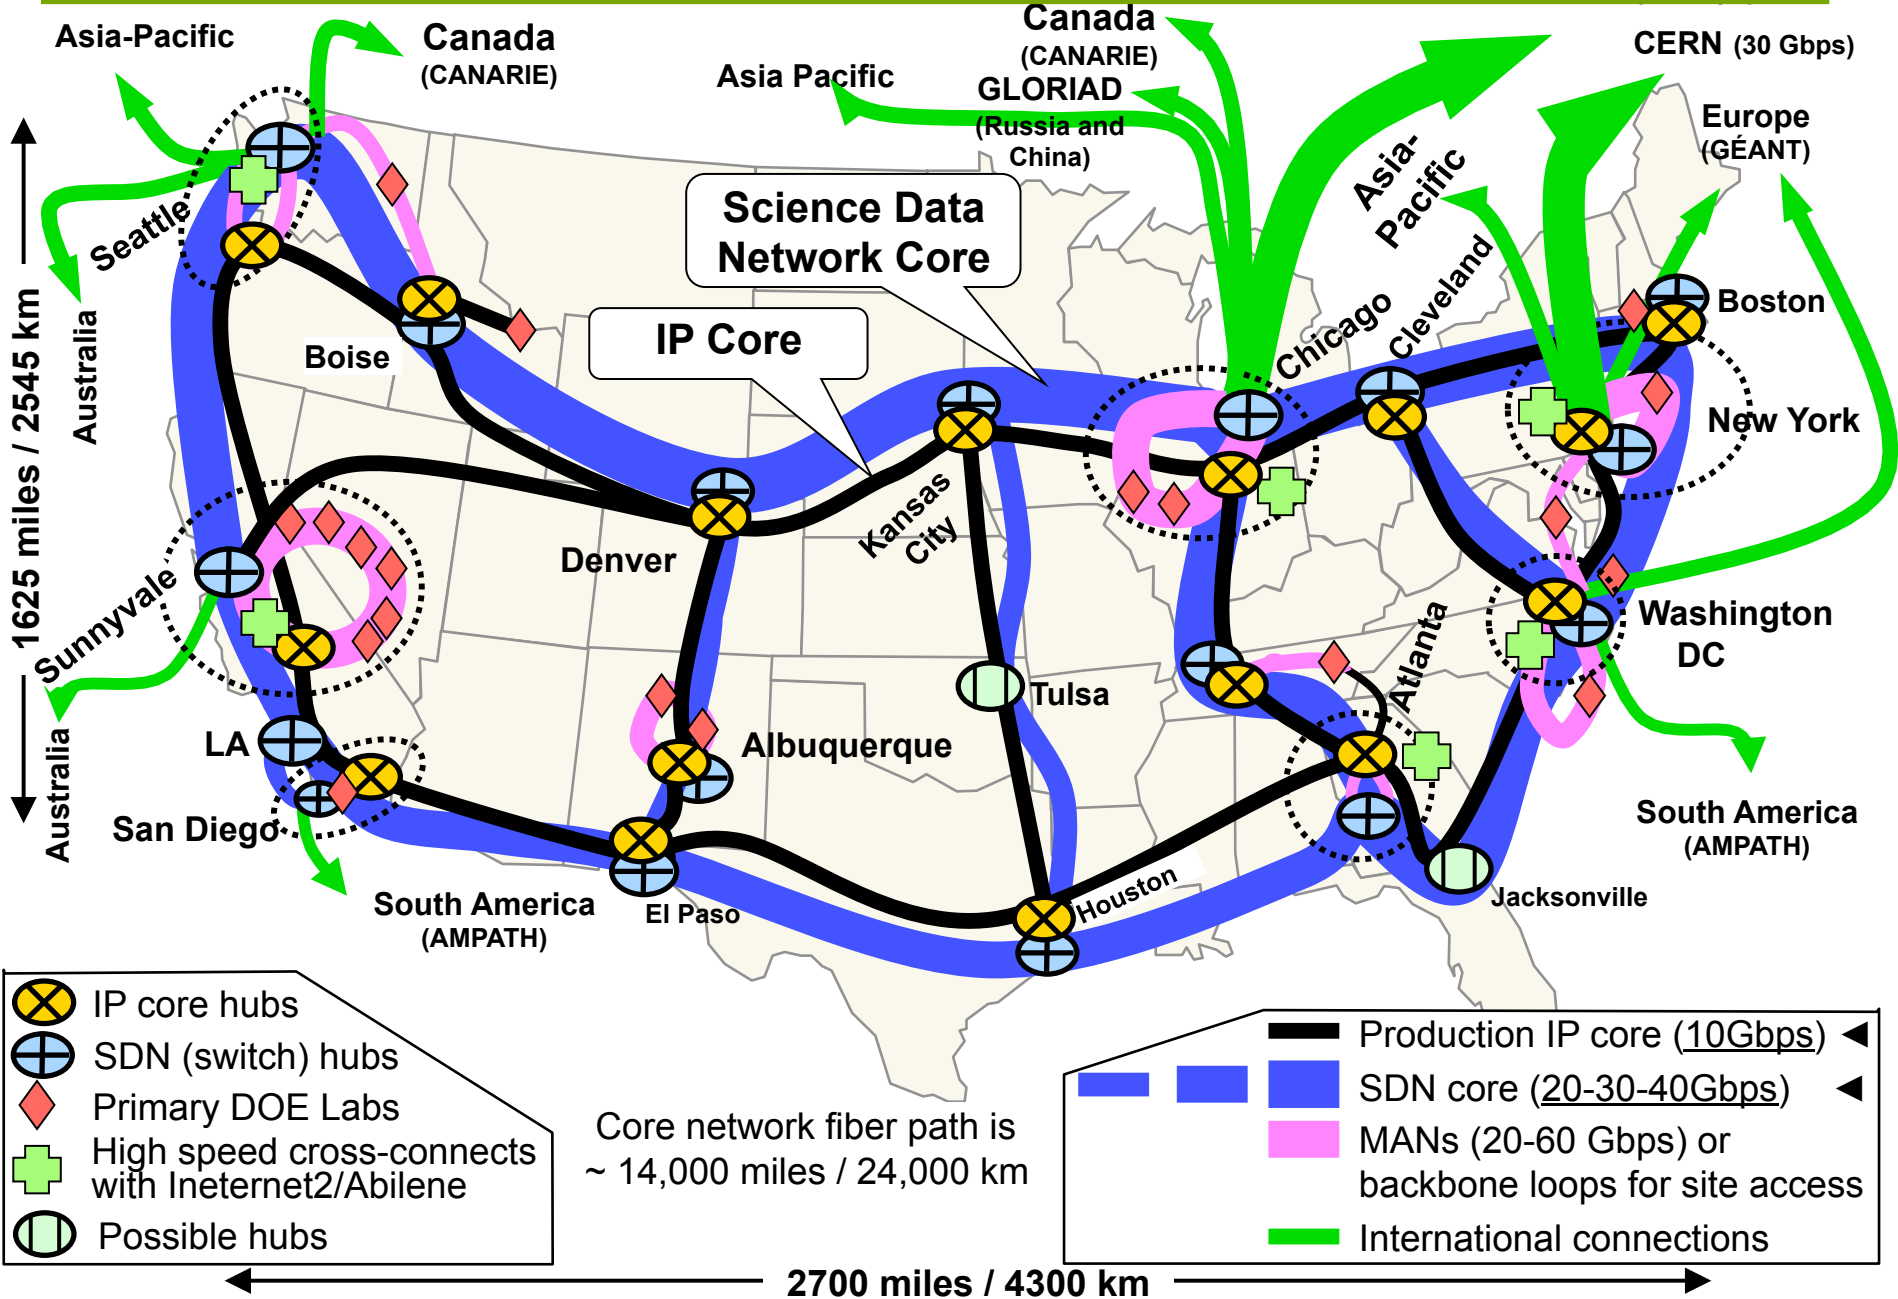 Asia-Pacific
Canada
(CANARIE)
Asia Pacific
Canada
(CANARIE)
GLORIAD
(Russia and
China)
CERN (30 Gbps)
Europe
(GÉANT)
Asia-
Pacific
Seattle
Science Data
Network Core
IP Core
Boise
Chicago
Cleveland
Boston
New York
Australia
1625 miles / 2545 km
Denver
Kansas
City
Sunnyvale
Washington
DC
Atlanta
Tulsa
LA
Albuquerque
San Diego
Australia
South America
(AMPATH)
South America
(AMPATH)
El Paso
Houston
Jacksonville
IP core hubs
SDN (switch) hubs
Primary DOE Labs
High speed cross-connects
with Ineternet2/Abilene
Possible hubs
Core network fiber path is
~ 14,000 miles / 24,000 km
Production IP core (10Gbps) ◄
SDN core (20-30-40Gbps) ◄
MANs (20-60 Gbps) or
backbone loops for site access
International connections
2700 miles / 4300 km